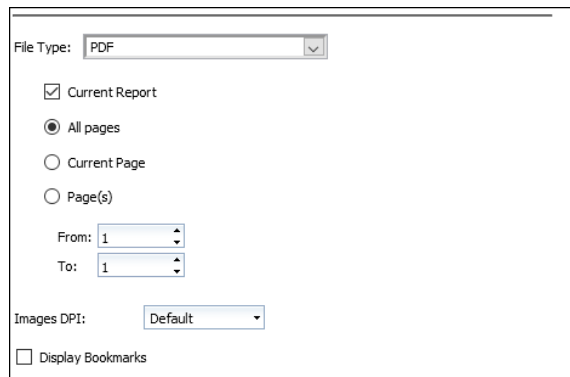 File Type: PDF
Current Report
All pages
Current Page
Page(s)
From: 1
To: 1
Images DPI: Default
Display Bookmarks